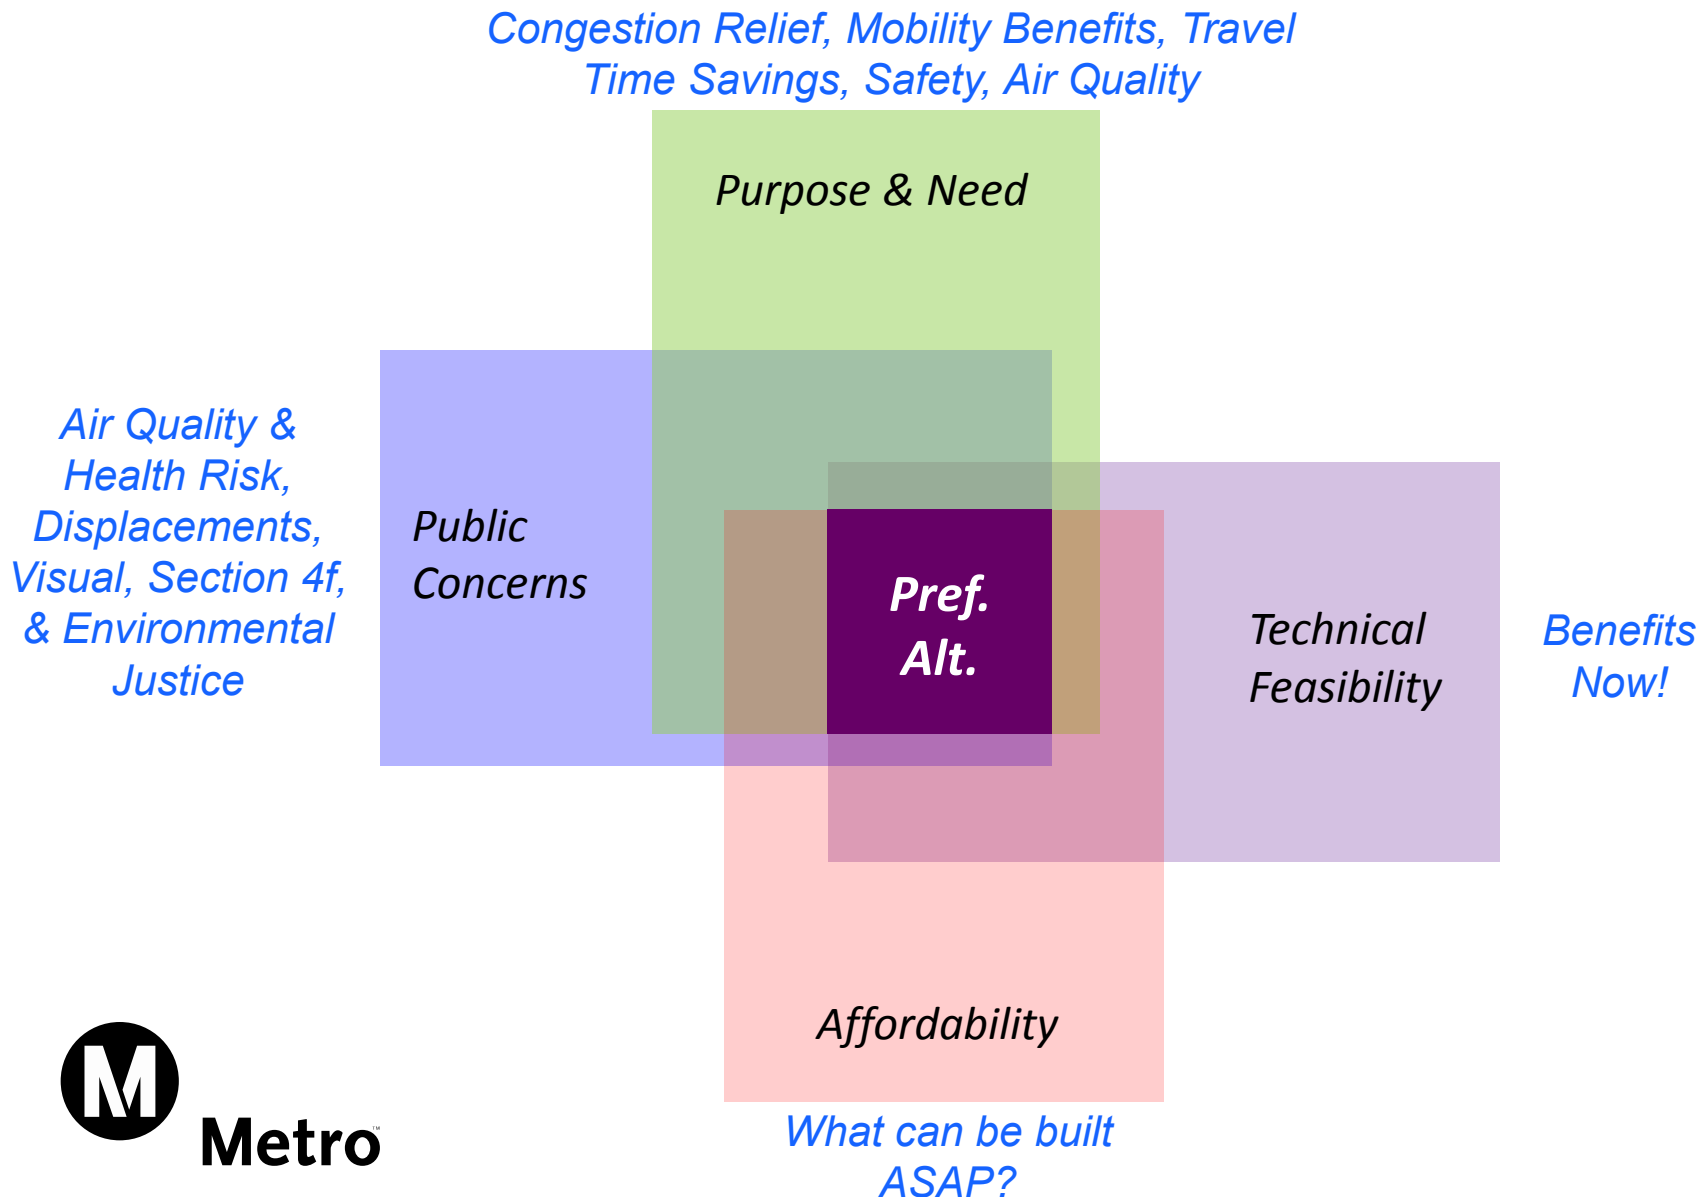 Congestion Relief, Mobility Benefits, Travel
Time Savings, Safety, Air Quality
Purpose & Need
Air Quality &
Health Risk,
Displacements,
Visual, Section 4f,
& Environmental
Justice
Public
Concerns
Pref.
Alt.
Technical
Feasibility
Benefits
Now!
Affordability
What can be built
ASAP?
M
Metro™